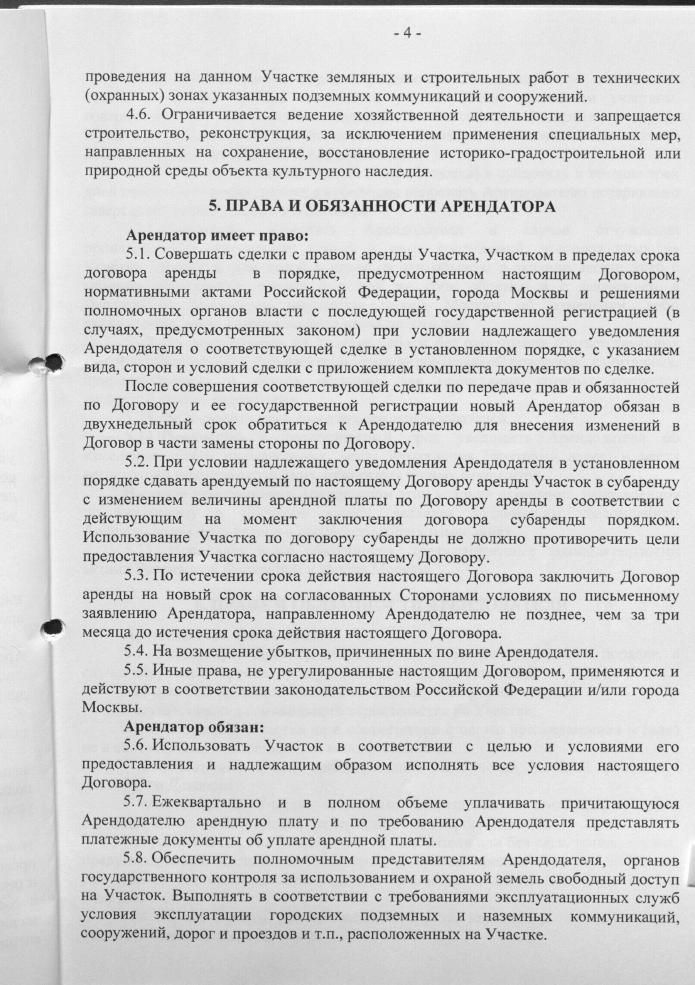 - 4 -
проведения на данном Участке земляных и строительных работ в технических
(охранных) зонах указанных подземных коммуникаций и сооружений.
4.6. Ограничивается ведение хозяйственной деятельности и запрещается
строительство, реконструкция, за исключением применения специальных мер,
направленных на сохранение, восстановление историко-градостроительной или
природной среды объекта культурного наследия.
5. ПРАВА И ОБЯЗАННОСТИ АРЕНДАТОРА
Арендатор имеет право:
5.1. Совершать сделки с правом аренды Участка, Участком в пределах срока
договора аренды в порядке, предусмотренном настоящим Договором,
нормативными актами Российской Федерации, города Москвы и решениями
полномочных органов власти с последующей государственной регистрацией (в
случаях, предусмотренных законом) при условии надлежащего уведомления
Арендодателя о соответствующей сделке в установленном порядке, с указанием
вида, сторон и условий сделки с приложением комплекта документов по сделке.
После совершения соответствующей сделки по передаче прав и обязанностей
по Договору и ее государственной регистрации новый Арендатор обязан в
двухнедельный срок обратиться к Арендодателю для внесения изменений в
Договор в части замены стороны по Договору.
5.2. При условии надлежащего уведомления Арендодателя в установленном
порядке сдавать арендуемый по настоящему Договору аренды Участок в субаренду
с изменением величины арендной платы по Договору аренды в соответствии с
действующим на момент заключения договора субаренды порядком.
Использование Участка по договору субаренды не должно противоречить цели
предоставления Участка согласно настоящему Договору.
5.3. По истечении срока действия настоящего Договора заключить Договор
аренды на новый срок на согласованных Сторонами условиях по письменному
заявлению Арендатора, направленному Арендодателю не позднее, чем за три
месяца до истечения срока действия настоящего Договора.
5.4. На возмещение убытков, причиненных по вине Арендодателя.
5.5. Иные права, не урегулированные настоящим Договором, применяются и
действуют в соответствии законодательством Российской Федерации и/или города
Москвы.
Арендатор обязан:
5.6. Использовать Участок в соответствии с целью и условиями его
предоставления и надлежащим образом исполнять все условия настоящего
Договора.
5.7. Ежеквартально и в полном объеме уплачивать причитающуюся
Арендодателю арендную плату и по требованию Арендодателя представлять
платежные документы об уплате арендной платы.
5.8. Обеспечить полномочным представителям Арендодателя, органов
государственного контроля за использованием и охраной земель свободный доступ
на Участок. Выполнять в соответствии с требованиями эксплуатационных служб
условия эксплуатации городских подземных и наземных коммуникаций,
сооружений, дорог и проездов и т.п., расположенных на Участке.